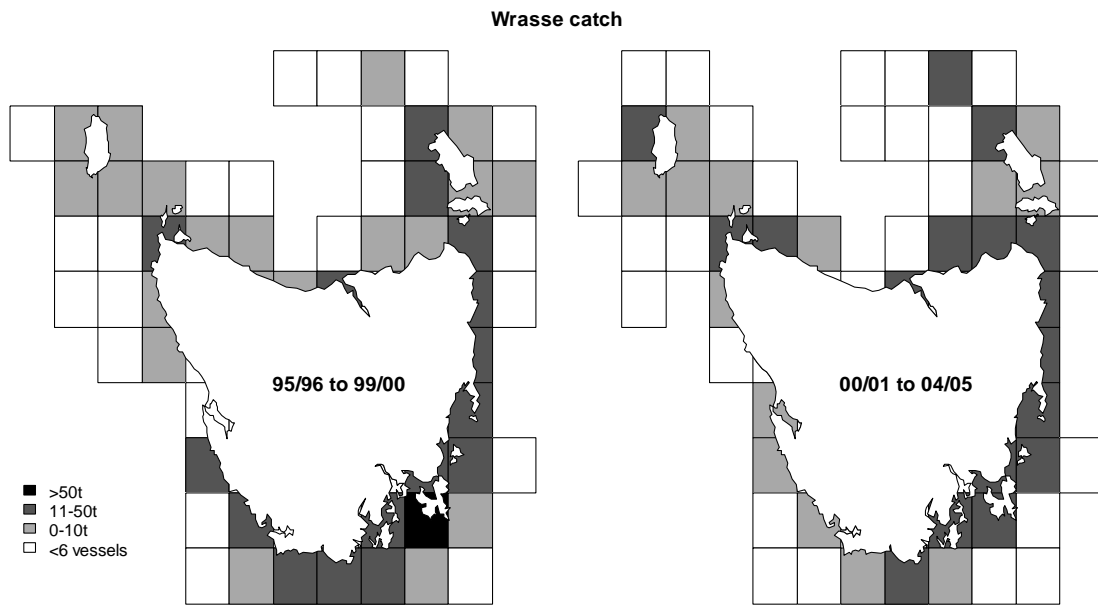 Wrasse catch
95/96 to 99/00
00/01 to 04/05
>50t
11-50t
0-10t
<6 vessels